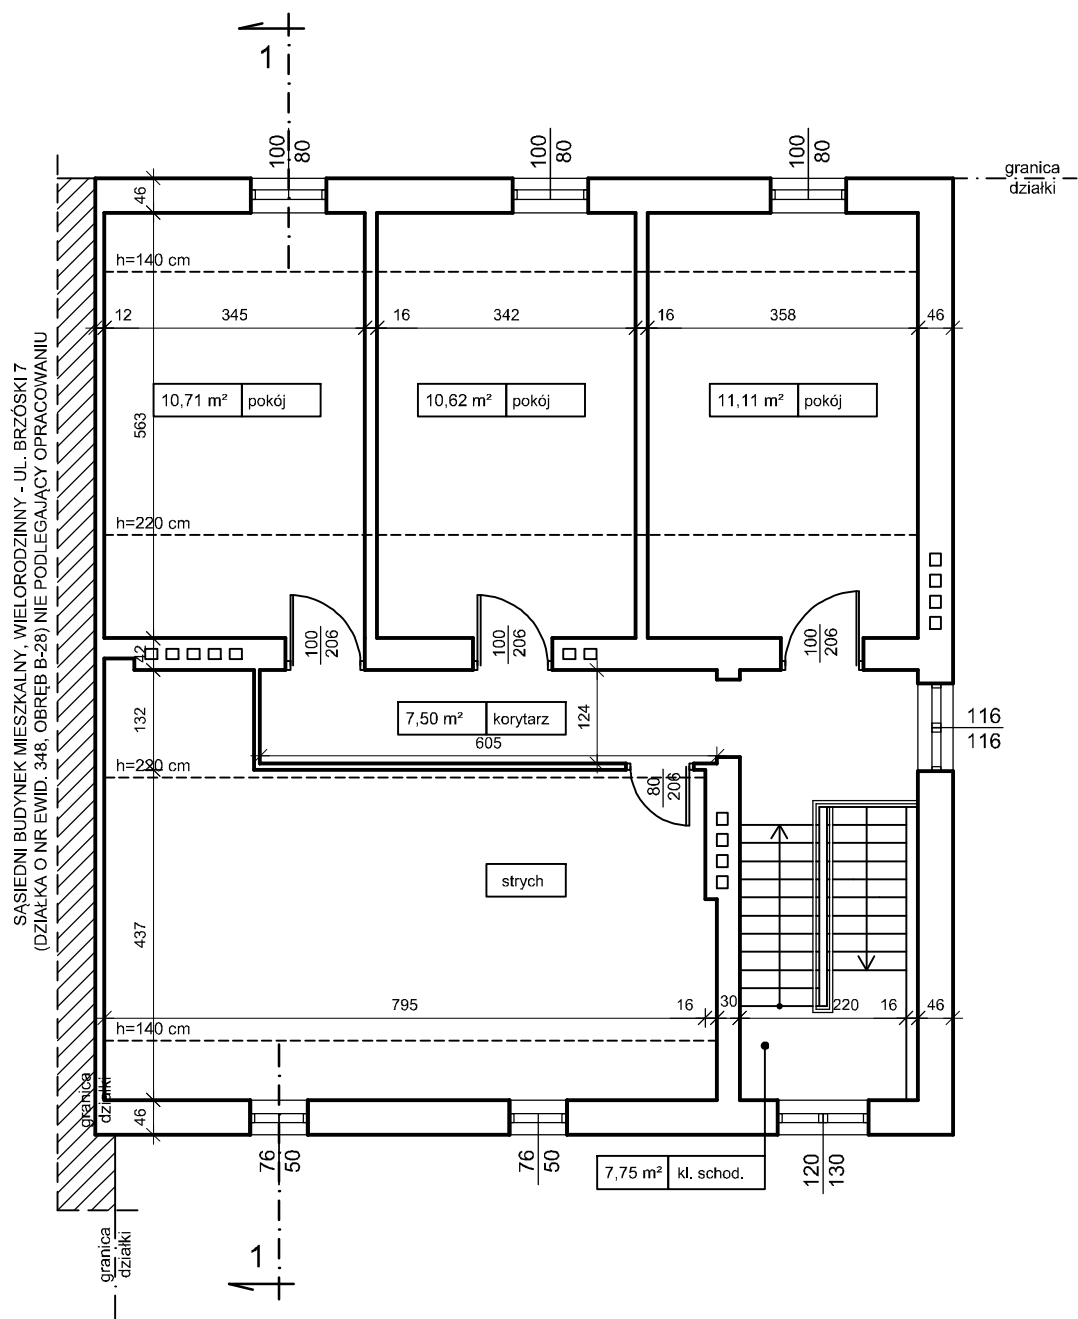 1
100
80
100
80
100
80
granica
działki
46
h=140 cm
12
345
16
342
16
358
46
10,71 m² pokój
10,62 m² pokój
11,11 m² pokój
563
h=220 cm
100
206
100
206
100
206
42
132
7,50 m² korytarz
124
605
116
116
h=220 cm
80
206
strych
437
795
16
30
220
16
46
h=140 cm
granica
działki
46
76
50
76
50
7,75 m² kl. schod.
120
130
granica
działki
1
SĄSIEDNI BUDYNEK MIESZKALNY, WIELORODZINNY - UL. BRZÓSKI 7
(DZIAŁKA O NR EWID. 348, OBRĘB B-28) NIE PODLEGAJĄCY OPRACOWANIU